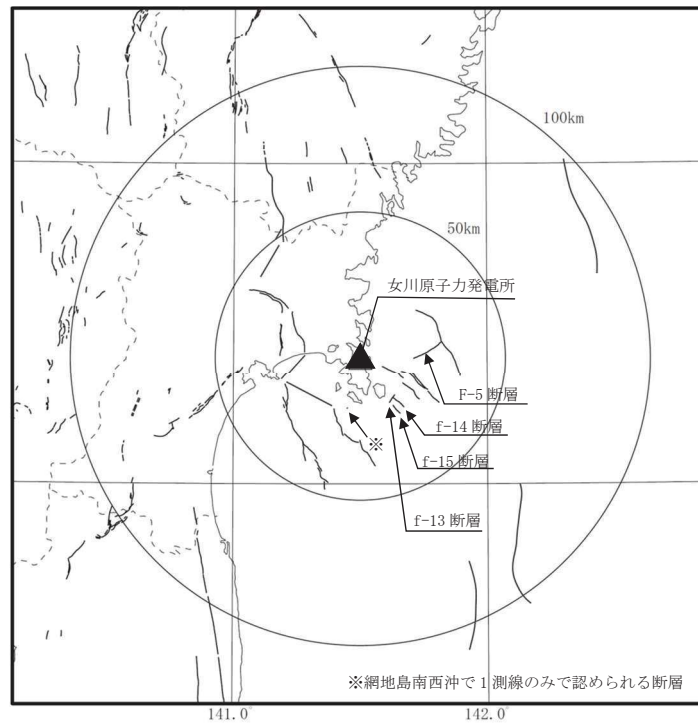 100km
50km
女川原子力発電所
F-5 断層
f-14 断層
f-15 断層
※
f-13 断層
※網地島南西沖で1測線のみで認められる断層
141.0°
142.0°